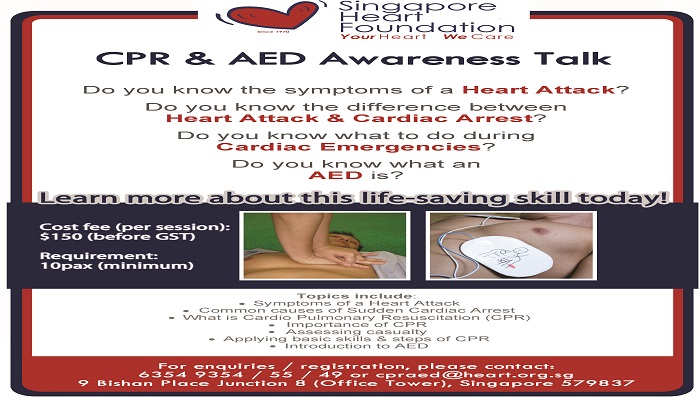 Singapore
Heart
Foundation
Your Heart We Care
Since 1970
CPR & AED Awareness Talk
Do you know the symptoms of a Heart Attack?
Do you know the difference between
Heart Attack & Cardiac Arrest?
Do you know what to do during
Cardiac Emergencies?
Do you know what an
AED is?
Learn more about this life-saving skill today!
Cost fee (per session):
$150 (before GST)
Requirement:
10pax (minimum)
Topics include:
• Symptoms of a Heart Attack
• Common causes of Sudden Cardiac Arrest
• What is Cardio Pulmonary Resuscitation (CPR)
• Importance of CPR
• Assessing casualty
• Applying basic skills & steps of CPR
• Introduction to AED
For enquiries / registration, please contact:
6354 9354 / 55 / 49 or cpraed@heart.org.sg
9 Bishan Place Junction 8 (Office Tower), Singapore 579837